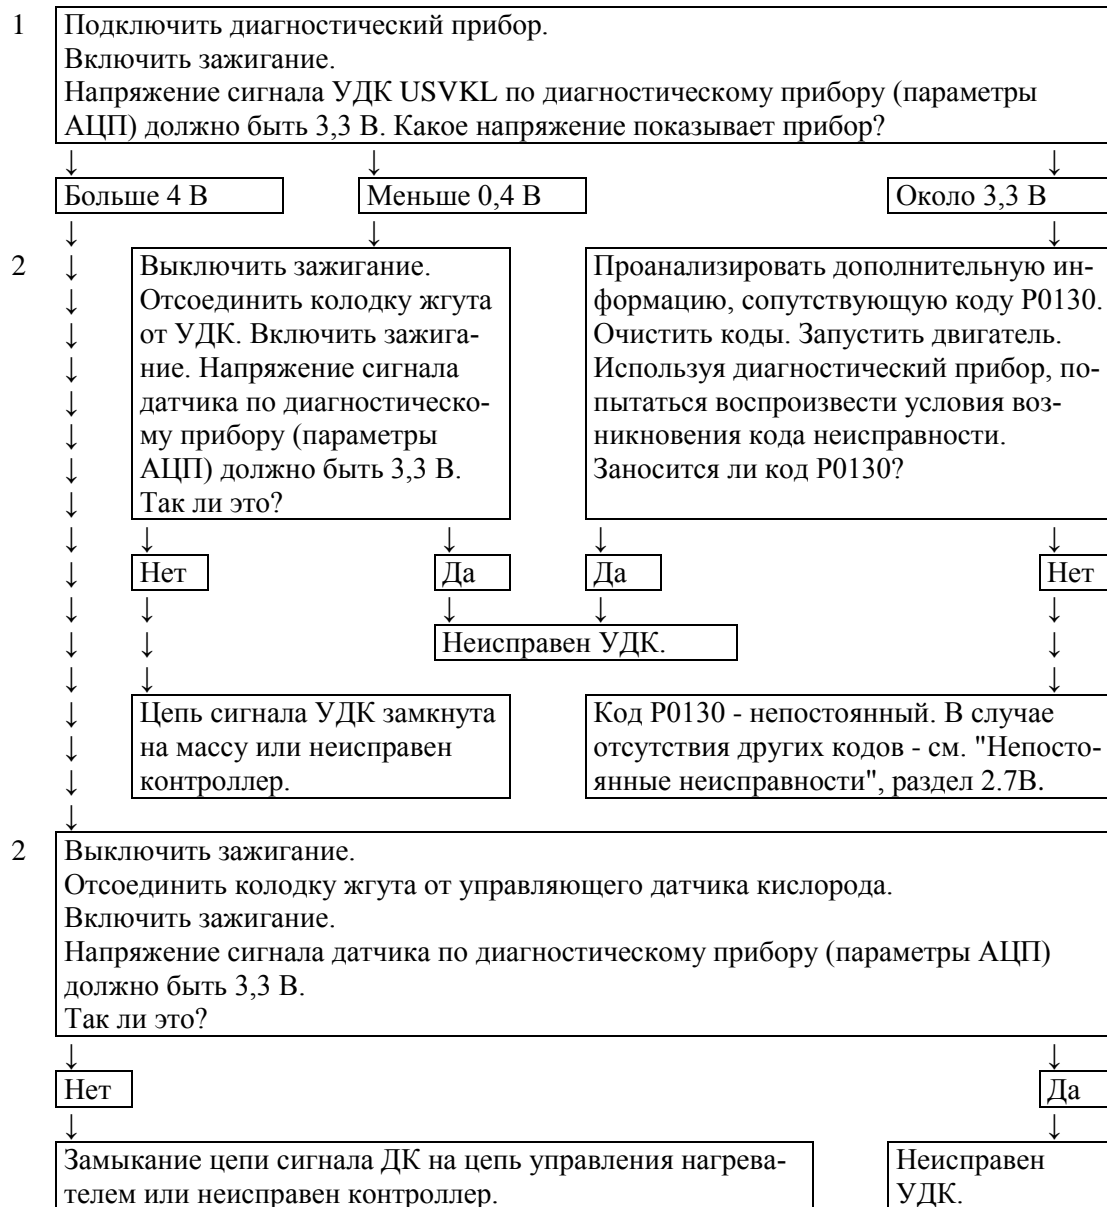 1
Подключить диагностический прибор.
Включить зажигание.
Напряжение сигнала УДК USVKL по диагностическому прибору (параметры
АЦП) должно быть 3,3 В. Какое напряжение показывает прибор?
↓ ↓ ↓
Больше 4 В
Меньше 0,4 В
Около 3,3 В
↓ ↓ ↓
2
Выключить зажигание.
Отсоединить колодку жгута
от УДК. Включить зажига-
ние. Напряжение сигнала
датчика по диагностическо-
му прибору (параметры
АЦП) должно быть 3,3 В.
Так ли это?
Проанализировать дополнительную ин-
формацию, сопутствующую коду Р0130.
Очистить коды. Запустить двигатель.
Используя диагностический прибор, по-
пытаться воспроизвести условия воз-
никновения кода неисправности.
Заносится ли код Р0130?
↓ ↓ ↓ ↓ ↓
Нет
Да
Да
Нет
↓ ↓ ↓ ↓ ↓
Неисправен УДК.
↓ ↓ ↓
Цепь сигнала УДК замкнута
на массу или неисправен
контроллер.
Код Р0130 - непостоянный. В случае
отсутствия других кодов - см. "Непосто-
янные неисправности", раздел 2.7В.
↓
2
Выключить зажигание.
Отсоединить колодку жгута от управляющего датчика кислорода.
Включить зажигание.
Напряжение сигнала датчика по диагностическому прибору (параметры АЦП)
должно быть 3,3 В.
Так ли это?
↓ ↓
Нет
Да
↓ ↓
Замыкание цепи сигнала ДК на цепь управления нагрева-
телем или неисправен контроллер.
Неисправен
УДК.